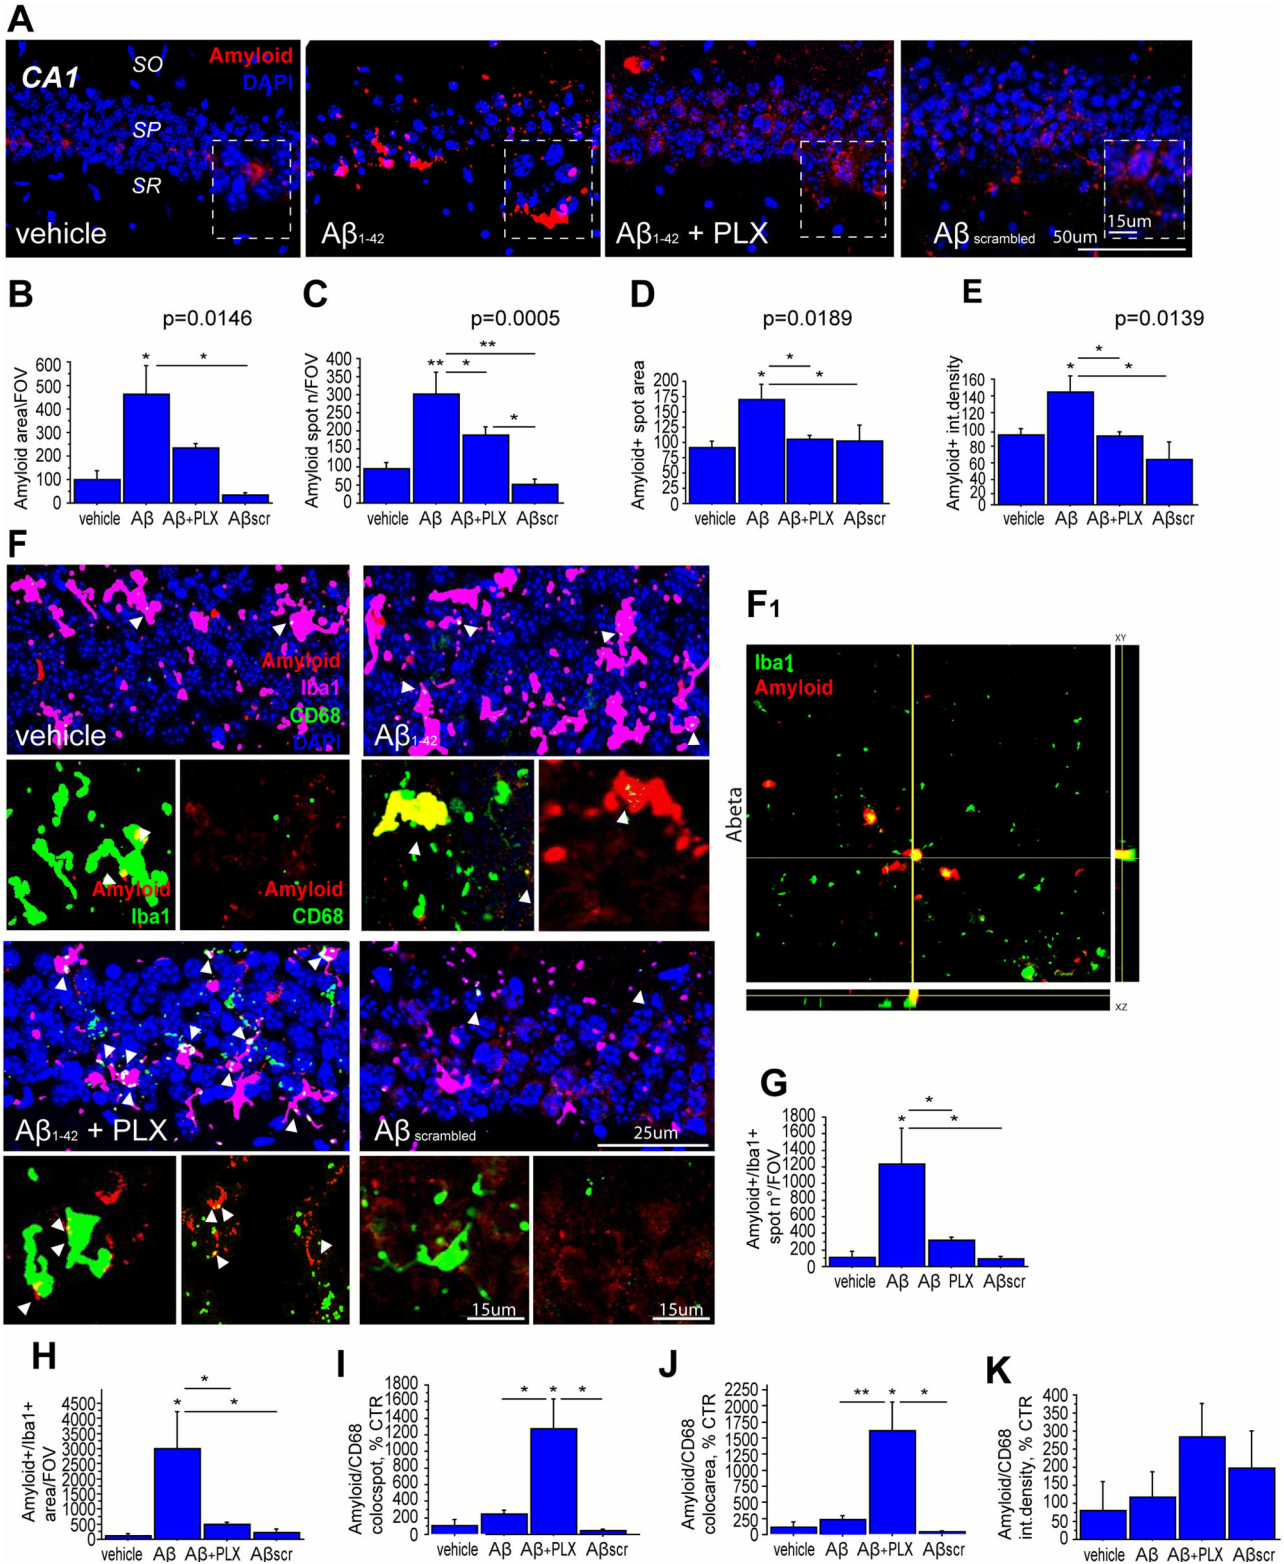 A
CA1
SO
SP
SR
Amyloid
DAPI
vehicle
Aβ1-42
Aβ1-42 + PLX
Aβ scrambled
15um
50um
B
p=0.0146
Amyloid area\FOV
600
500
400
300
200
100
0
* *
vehicle Aβ Aβ+PLX Aβscr
C
p=0.0005
Amyloid spot n/FOV
400
350
300
250
200
150
100
50
0
**
** * *
vehicle Aβ Aβ+PLX Aβscr
D
p=0.0189
Amyloid+ spot area
200
175
150
125
100
75
50
25
0
*
* *
vehicle Aβ Aβ+PLX Aβscr
E
p=0.0139
Amyloid+ int.density
160
140
120
100
80
60
40
20
0
*
* *
vehicle Aβ Aβ+PLX Aβscr
F
Amyloid
Iba1
CD68
DAPI
vehicle
Aβ1-42
Amyloid
Iba1
Amyloid
CD68
Aβ1-42 + PLX
Aβ scrambled
25um
15um
15um
F1
Iba1
Amyloid
Abeta
XY
XZ
G
Amyloid+/Iba1+
spot n°/FOV
1800
1600
1400
1200
1000
800
600
400
200
0
*
* *
vehicle Aβ Aβ PLX Aβscr
H
Amyloid+/Iba1+
area/FOV
4500
4000
3500
3000
2500
2000
1500
1000
500
0
*
* *
vehicle Aβ Aβ+PLX Aβscr
I
Amyloid/CD68
colocspot, % CTR
1800
1600
1400
1200
1000
800
600
400
200
0
* * *
vehicle Aβ Aβ+PLX Aβscr
J
Amyloid/CD68
colocarea, % CTR
2250
2000
1750
1500
1250
1000
750
500
250
0
** * *
vehicle Aβ Aβ+PLX Aβscr
K
Amyloid/CD68
int.density, % CTR
400
350
300
250
200
150
100
50
0
vehicle Aβ Aβ+PLX Aβscr